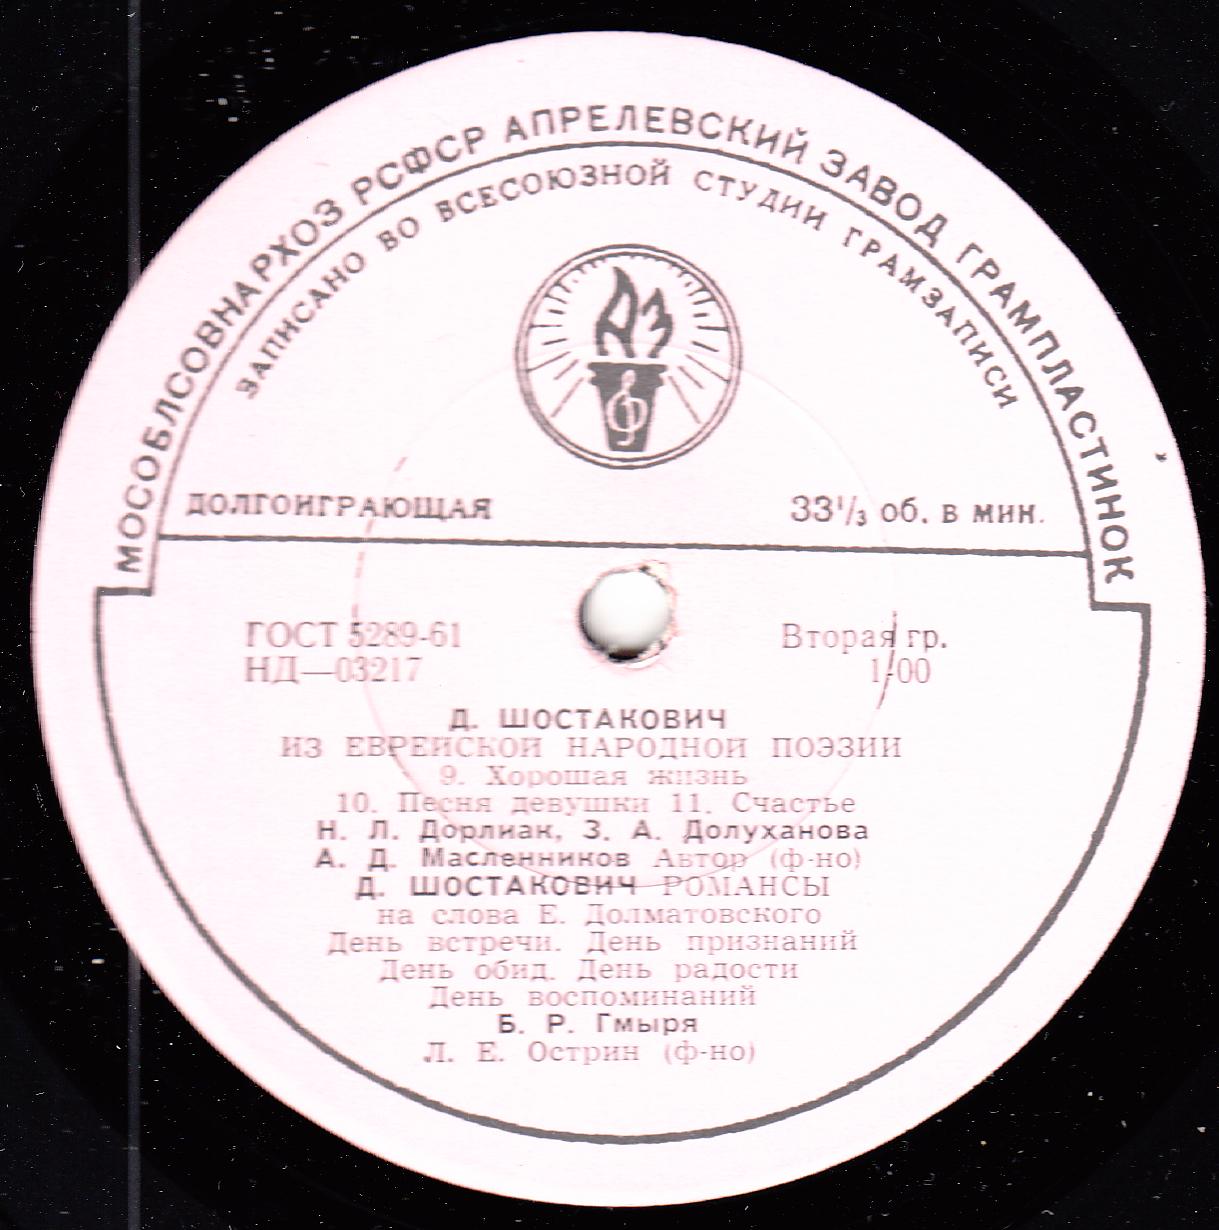 МОСОБЛСОВНАРХОЗ РСФСР АПРЕЛЕВСКИЙ ЗАВОД ГРАМПЛАСТИНОК
ЗАПИСАНО ВО ВСЕСОЮЗНОЙ СТУДИИ ГРАМЗАПИСИ
АЗ
ДОЛГОИГРАЮЩАЯ 33⅓ об. в мин.
ГОСТ 5289-61 Вторая гр.
НД—03217 1-00
Д. ШОСТАКОВИЧ
ИЗ ЕВРЕЙСКОЙ НАРОДНОЙ ПОЭЗИИ
9. Хорошая жизнь
10. Песня девушки 11. Счастье
Н. Л. Дорлиак, З. А. Долуханова
А. Д. Масленников Автор (ф-но)
Д. ШОСТАКОВИЧ РОМАНСЫ
на слова Е. Долматовского
День встречи. День признаний
День обид. День радости
День воспоминаний
Б. Р. Гмыря
Л. Е. Острин (ф-но)